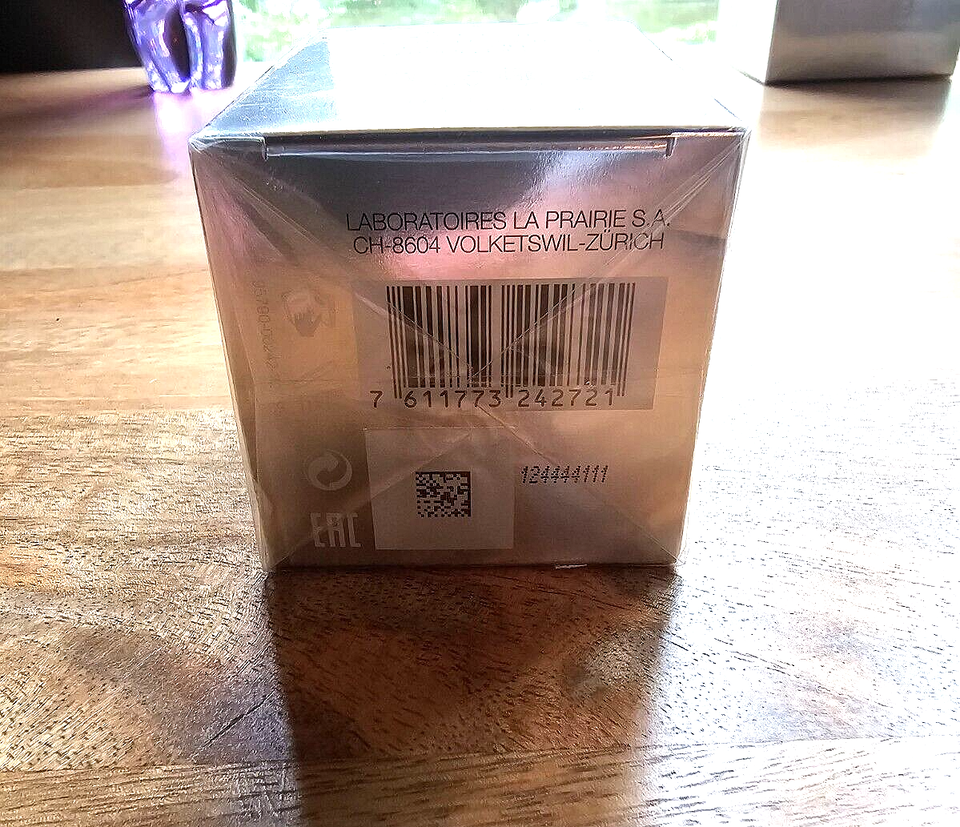 LABORATOIRES LA PRAIRIE S.A.
CH-8604 VOLKETSWIL-ZÜRICH
7 611773 242721
124444111
EAC